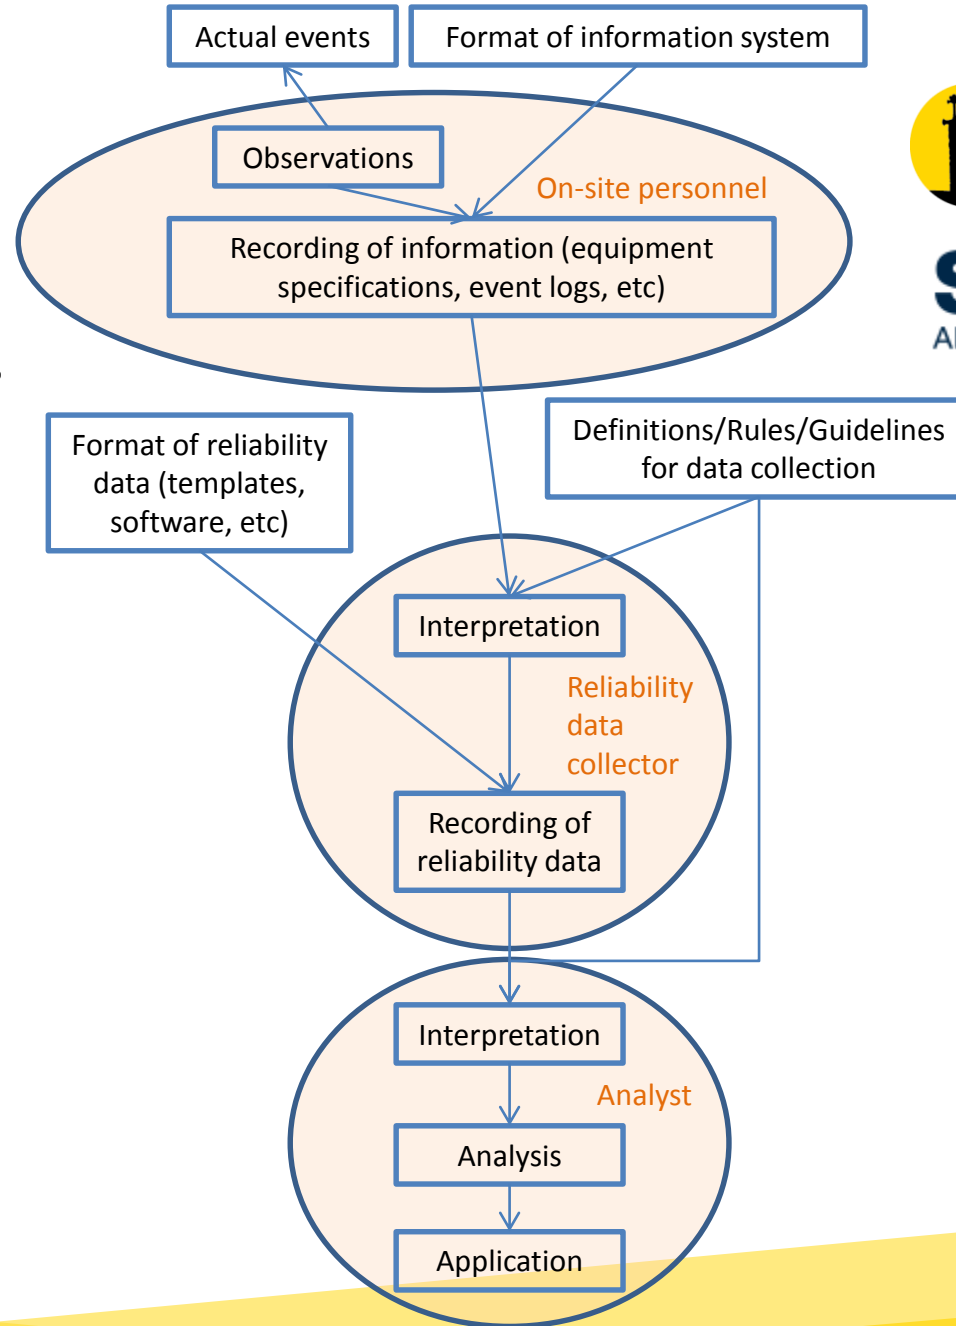 Actual events
Format of information system
Observations
On-site personnel
Recording of information (equipment
specifications, event logs, etc)
Format of reliability
data (templates,
software, etc)
Definitions/Rules/Guidelines
for data collection
Interpretation
Reliability
data
collector
Recording of
reliability data
Interpretation
Analyst
Analysis
Application